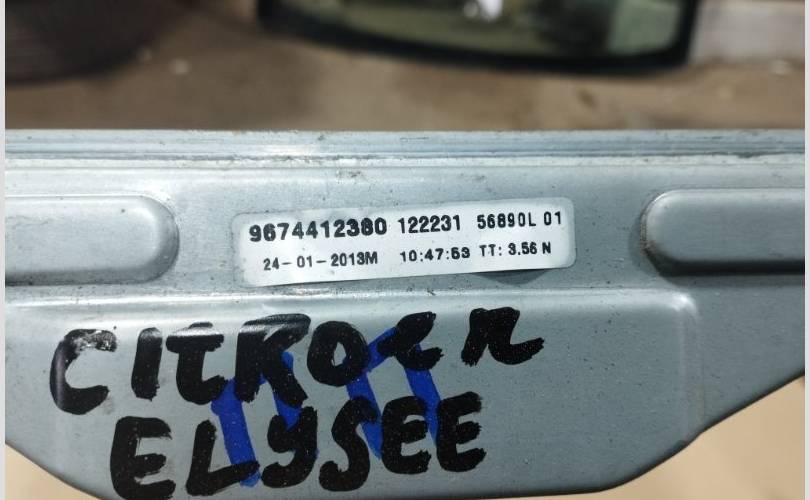 9674412380 122231 56890L 01
24-01-2013M 10:47:53 TT: 3.56 N
CITROEN
ELYSEE